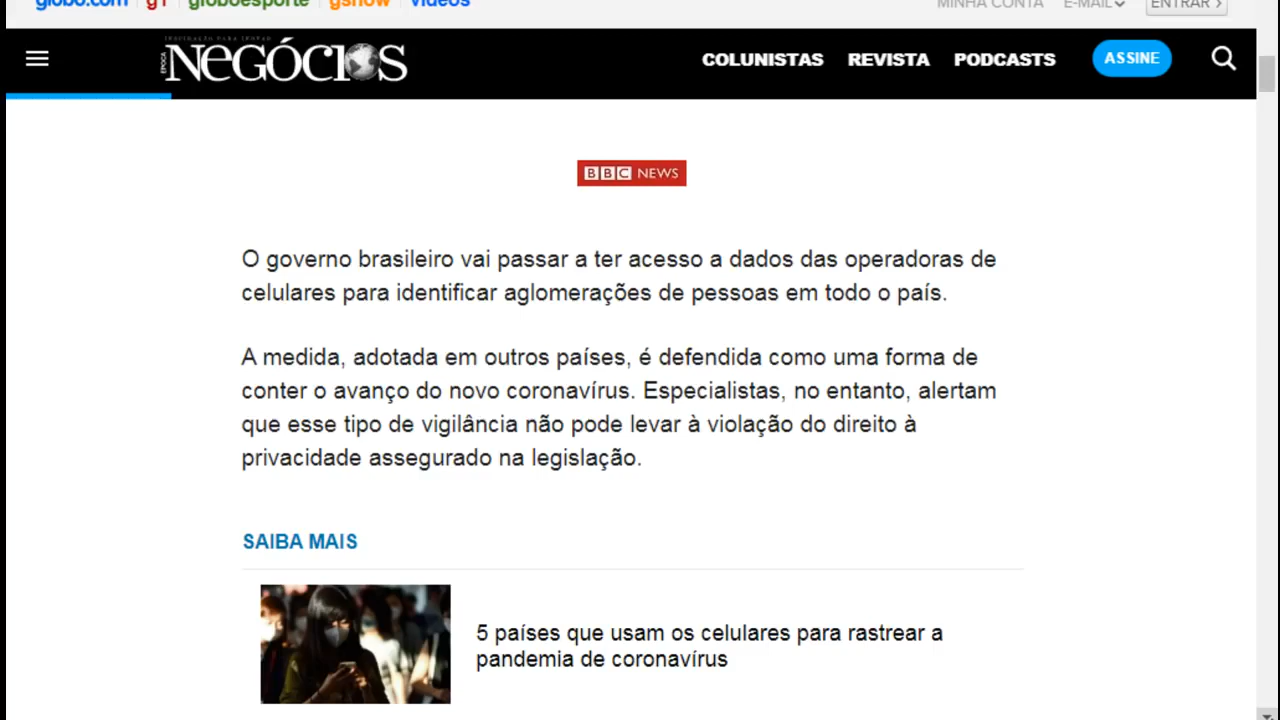 globo.com g1 globoesporte gshow vídeos MINHA CONTA E-MAIL ENTRAR ›
ÉPOCA NEGÓCIOS COLUNISTAS REVISTA PODCASTS ASSINE
BBC NEWS
O governo brasileiro vai passar a ter acesso a dados das operadoras de
celulares para identificar aglomerações de pessoas em todo o país.
A medida, adotada em outros países, é defendida como uma forma de
conter o avanço do novo coronavírus. Especialistas, no entanto, alertam
que esse tipo de vigilância não pode levar à violação do direito à
privacidade assegurado na legislação.
SAIBA MAIS
5 países que usam os celulares para rastrear a
pandemia de coronavírus